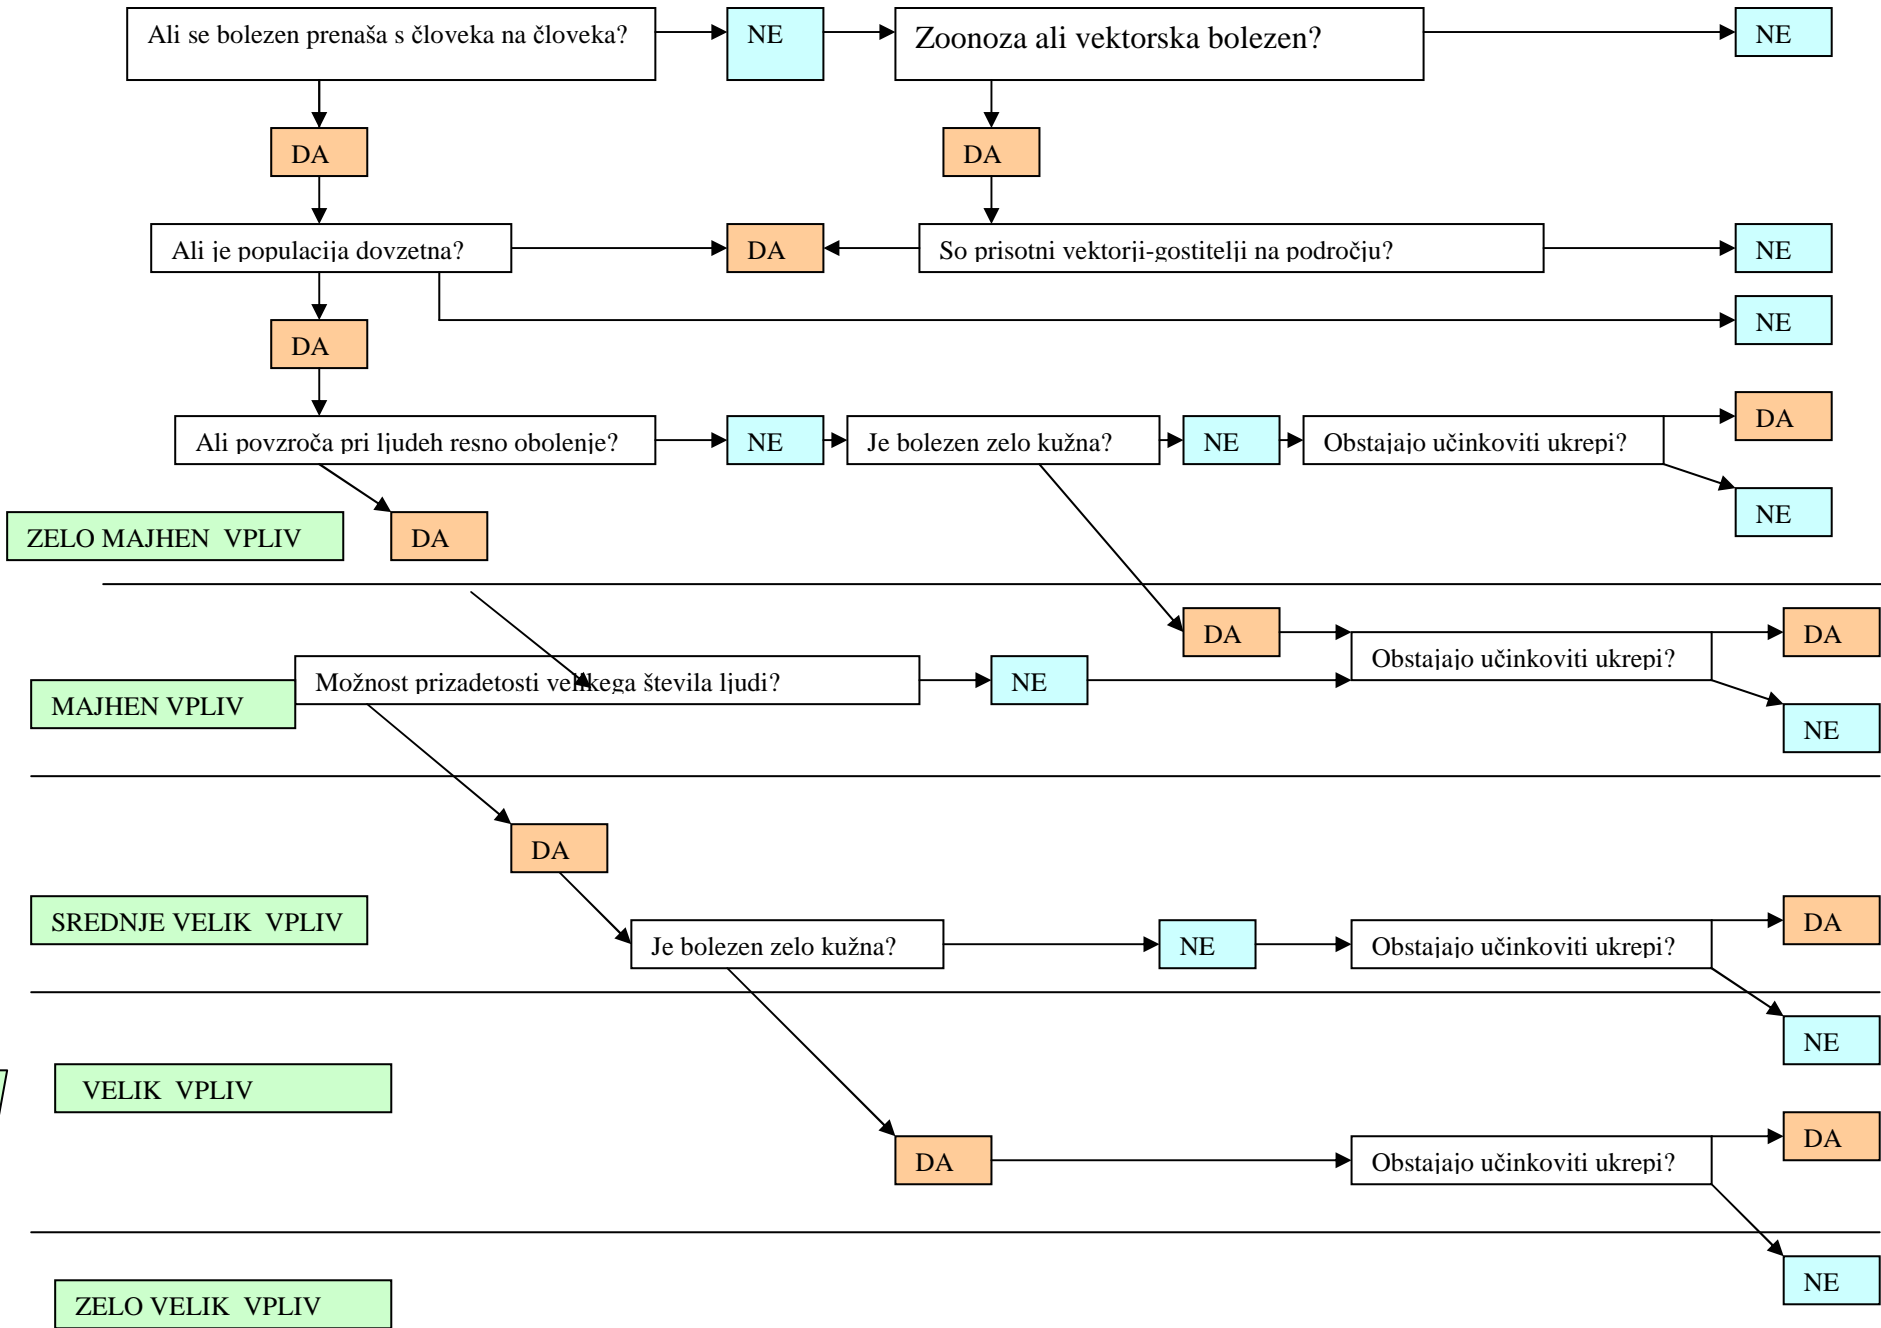 Ali se bolezen prenaša s človeka na človeka?
NE
Zoonoza ali vektorska bolezen?
NE
DA
DA
Ali je populacija dovzetna?
DA
So prisotni vektorji-gostitelji na področju?
NE
NE
DA
Ali povzroča pri ljudeh resno obolenje?
NE
Je bolezen zelo kužna?
NE
Obstajajo učinkoviti ukrepi?
DA
NE
ZELO MAJHEN VPLIV
DA
DA
Obstajajo učinkoviti ukrepi?
DA
Možnost prizadetosti velikega števila ljudi?
NE
MAJHEN VPLIV
NE
DA
SREDNJE VELIK VPLIV
Je bolezen zelo kužna?
NE
Obstajajo učinkoviti ukrepi?
DA
NE
VELIK VPLIV
DA
Obstajajo učinkoviti ukrepi?
DA
NE
ZELO VELIK VPLIV